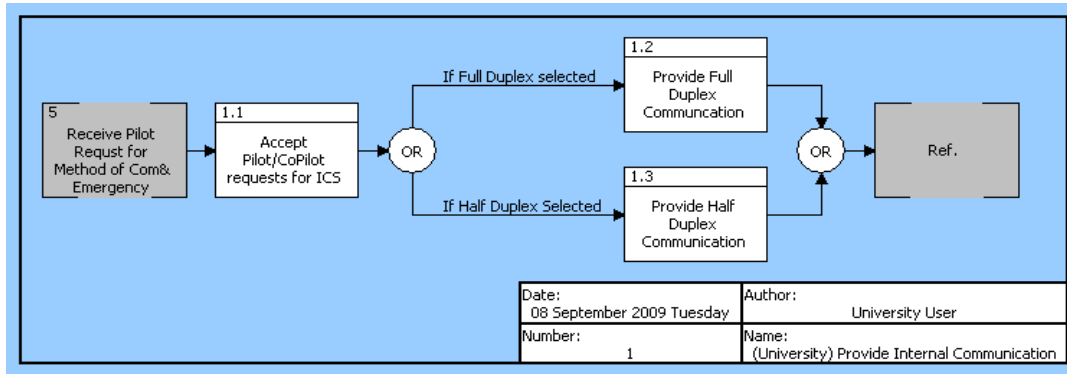 5
Receive Pilot
Requst for
Method of Com&
Emergency
1.1
Accept
Pilot/CoPilot
requests for ICS
OR
If Full Duplex selected
1.2
Provide Full
Duplex
Communcation
If Half Duplex Selected
1.3
Provide Half
Duplex
Communication
OR
Ref.
Date:
08 September 2009 Tuesday
Author:
University User
Number:
1
Name:
(University) Provide Internal Communication